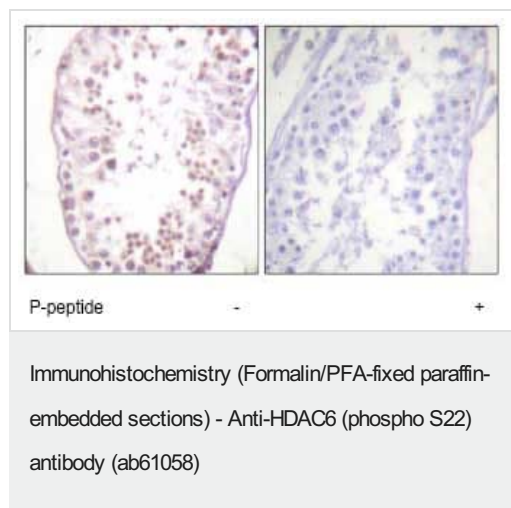 P-peptide - +
Immunohistochemistry (Formalin/PFA-fixed paraffin-
embedded sections) - Anti-HDAC6 (phospho S22)
antibody (ab61058)